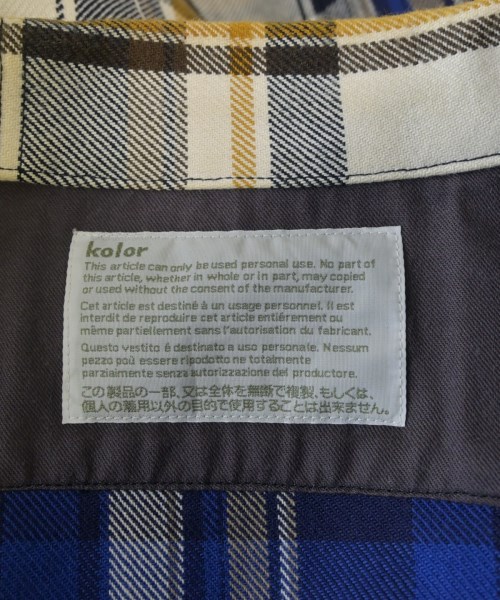 kolor
This article can only be used personal use. No part of
this article, whether in whole or in part, may copied
or used without the consent of the manufacturer.
Cet article est destiné à un usage personnel. Il est
interdit de reproduire cet article entiérement ou
même partiellement sans l'autorisation du fabricant.
Questo vestito é destinato a uso personale. Nessum
pezzo poù essere ripodotto ne totalmente
parziaimente senza autorizzazione del productore.
この製品の一部、又は全体を無断で複製、もしくは、
個人の着用以外の目的で使用することは出来ません。